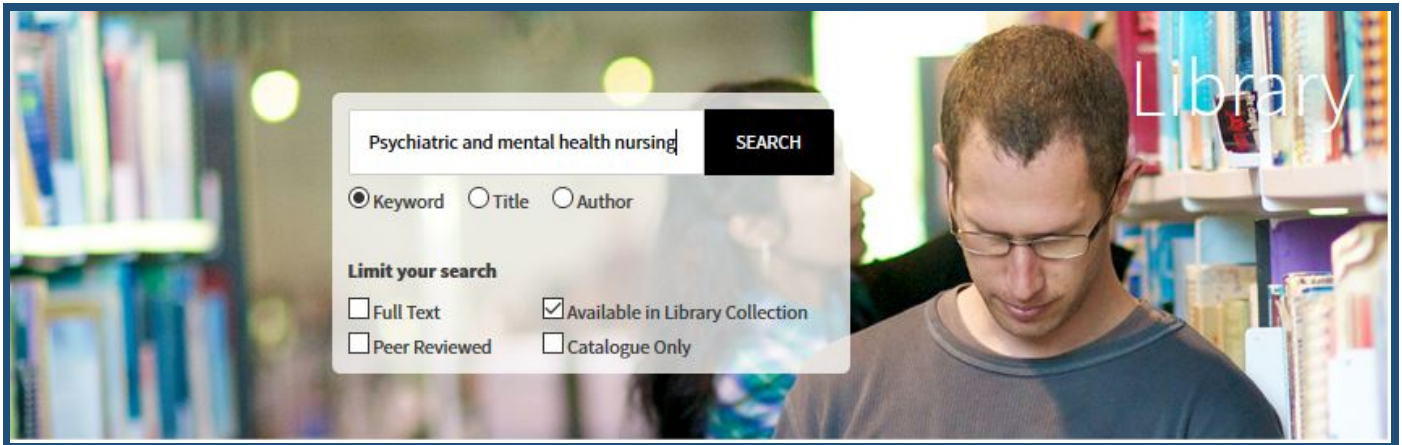 Library
Psychiatric and mental health nursing SEARCH
Keyword Title Author
Limit your search
Full Text Available in Library Collection
Peer Reviewed Catalogue Only